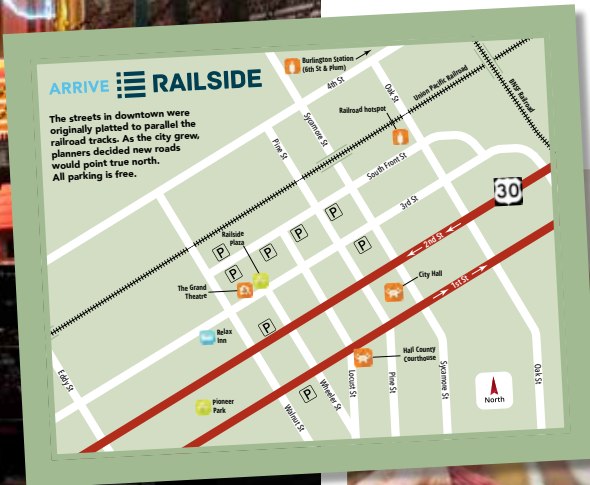 ARRIVE RAILSIDE
The streets in downtown were
originally platted to parallel the
railroad tracks. As the city grew,
planners decided new roads
would point true north.
All parking is free.
Burlington Station
(6th St & Plum)
4th St
Oak St
Union Pacific Railroad
BNSF Railroad
Railroad hotspot
Sycamore St
Pine St
South Front St
3rd St
30
P
P
P
P
P
P
Railside
Plaza
2nd St
The Grand
Theatre
City Hall
1st St
P
Relax
Inn
Hall County
Courthouse
Eddy St
Pioneer
Park
P
Walnut St
Wheeler St
Locust St
Pine St
Sycamore St
Oak St
North